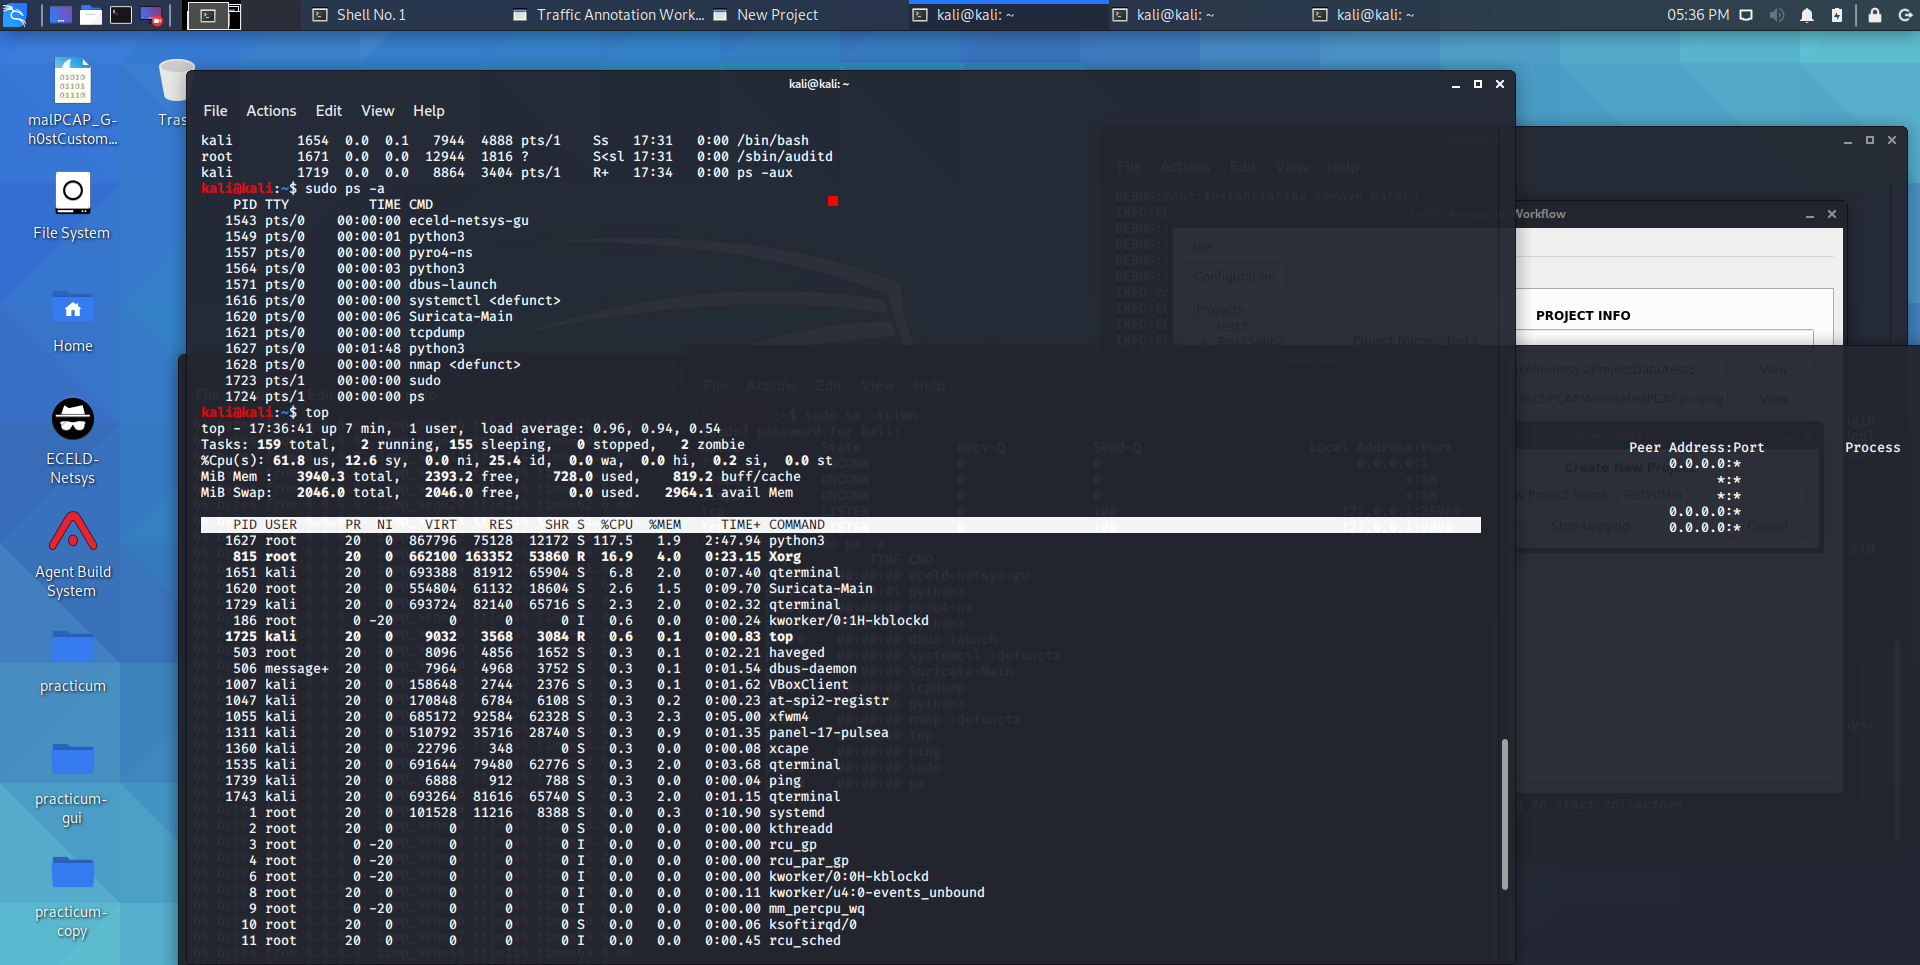 Shell No. 1
Traffic Annotation Work...
New Project
kali@kali: ~
kali@kali: ~
kali@kali: ~
05:36 PM
malPCAP_G-
h0stCustom...
Tras
File System
Home
ECELD-
Netsys
Agent Build
System
practicum
practicum-
gui
practicum-
copy
kali@kali: ~
File Actions Edit View Help
kali 1654 0.0 0.1 7944 4888 pts/1 Ss 17:31 0:00 /bin/bash
root 1671 0.0 0.0 12944 1816 ? S<sl 17:31 0:00 /sbin/auditd
kali 1719 0.0 0.0 8864 3404 pts/1 R+ 17:34 0:00 ps -aux
kali@kali:~$ sudo ps -a
PID TTY TIME CMD
1543 pts/0 00:00:00 eceld-netsys-gu
1549 pts/0 00:00:01 python3
1557 pts/0 00:00:00 pyro4-ns
1564 pts/0 00:00:03 python3
1571 pts/0 00:00:00 dbus-launch
1616 pts/0 00:00:00 systemctl <defunct>
1620 pts/0 00:00:06 Suricata-Main
1621 pts/0 00:00:00 tcpdump
1627 pts/0 00:01:48 python3
1628 pts/0 00:00:00 nmap <defunct>
1723 pts/1 00:00:00 sudo
1724 pts/1 00:00:00 ps
kali@kali:~$ top
top - 17:36:41 up 7 min, 1 user, load average: 0.96, 0.94, 0.54
Tasks: 159 total, 2 running, 155 sleeping, 0 stopped, 2 zombie
%Cpu(s): 61.8 us, 12.6 sy, 0.0 ni, 25.4 id, 0.0 wa, 0.0 hi, 0.2 si, 0.0 st
MiB Mem : 3940.3 total, 2393.2 free, 728.0 used, 819.2 buff/cache
MiB Swap: 2046.0 total, 2046.0 free, 0.0 used. 2964.1 avail Mem
PID USER PR NI VIRT RES SHR S %CPU %MEM TIME+ COMMAND
1627 root 20 0 867796 75128 12172 S 117.5 1.9 2:47.94 python3
815 root 20 0 662100 163352 53860 R 16.9 4.0 0:23.15 Xorg
1651 kali 20 0 693388 81912 65904 S 6.8 2.0 0:07.40 qterminal
1620 root 20 0 554804 61132 18604 S 2.6 1.5 0:09.70 Suricata-Main
1729 kali 20 0 693724 82140 65716 S 2.3 2.0 0:02.32 qterminal
186 root 0 -20 0 0 0 I 0.6 0.0 0:00.24 kworker/0:1H-kblockd
1725 kali 20 0 9032 3568 3084 R 0.6 0.1 0:00.83 top
503 root 20 0 8096 4856 1652 S 0.3 0.1 0:02.21 haveged
506 message+ 20 0 7964 4968 3752 S 0.3 0.1 0:01.54 dbus-daemon
1007 kali 20 0 158648 2744 2376 S 0.3 0.1 0:01.62 VBoxClient
1047 kali 20 0 170848 6784 6108 S 0.3 0.2 0:00.23 at-spi2-registr
1055 kali 20 0 685172 92584 62328 S 0.3 2.3 0:05.00 xfwm4
1311 kali 20 0 510792 35716 28740 S 0.3 0.9 0:01.35 panel-17-pulsea
1360 kali 20 0 22796 348 0 S 0.3 0.0 0:00.08 xcape
1535 kali 20 0 691644 79480 62776 S 0.3 2.0 0:03.68 qterminal
1739 kali 20 0 6888 912 788 S 0.3 0.0 0:00.04 ping
1743 kali 20 0 693264 81616 65740 S 0.3 2.0 0:01.15 qterminal
1 root 20 0 101528 11216 8388 S 0.0 0.3 0:10.90 systemd
2 root 20 0 0 0 0 S 0.0 0.0 0:00.00 kthreadd
3 root 0 -20 0 0 0 I 0.0 0.0 0:00.00 rcu_gp
4 root 0 -20 0 0 0 I 0.0 0.0 0:00.00 rcu_par_gp
6 root 0 -20 0 0 0 I 0.0 0.0 0:00.00 kworker/0:0H-kblockd
8 root 20 0 0 0 0 I 0.0 0.0 0:00.11 kworker/u4:0-events_unbound
9 root 0 -20 0 0 0 I 0.0 0.0 0:00.00 mm_percpu_wq
10 root 20 0 0 0 0 S 0.0 0.0 0:00.06 ksoftirqd/0
11 root 20 0 0 0 0 I 0.0 0.0 0:00.45 rcu_sched
Workflow
PROJECT INFO
Peer Address:Port Process
0.0.0.0:*
*:*
*:*
0.0.0.0:*
0.0.0.0:*